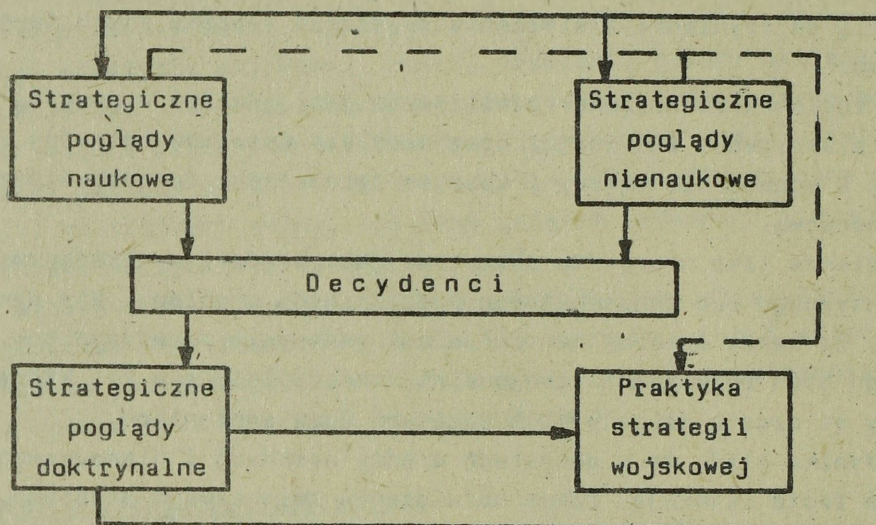 Strategiczne
poglądy
naukowe
Strategiczne
poglądy
nienaukowe
Decydenci
Strategiczne
poglądy
doktrynalne
Praktyka
strategii
wojskowej